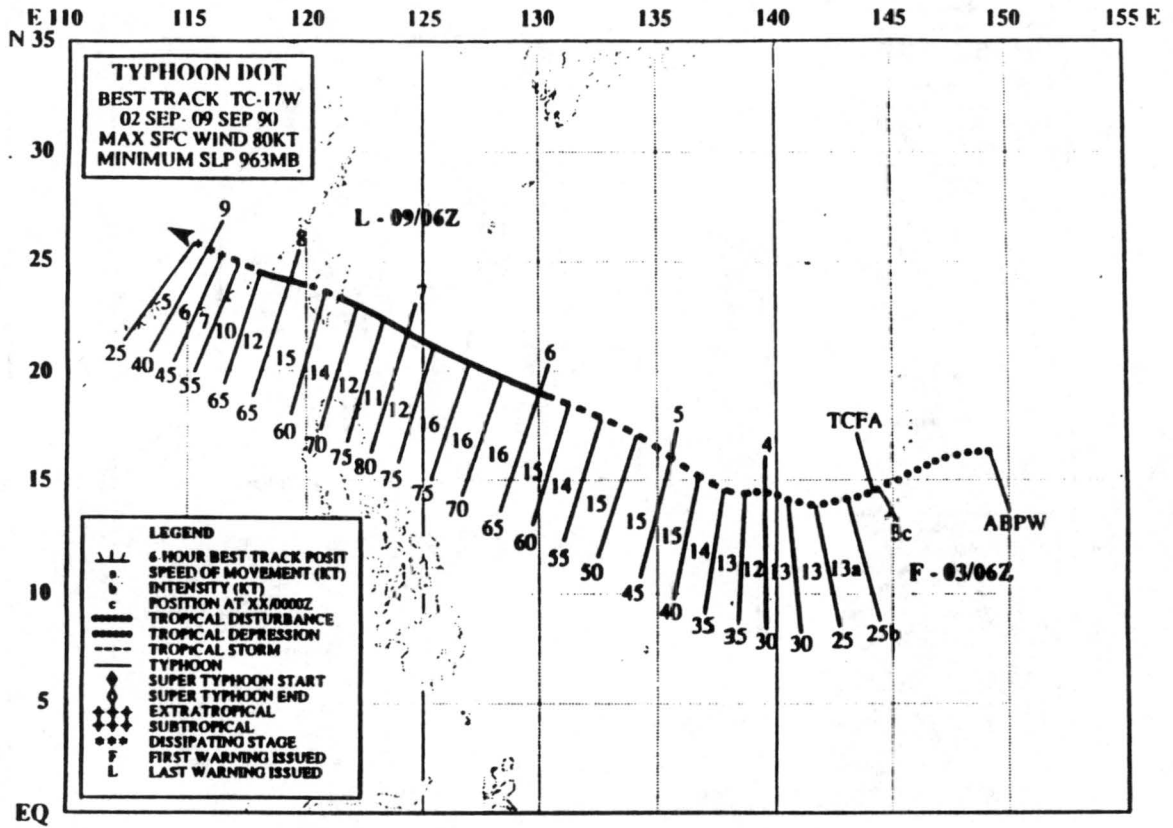 E 110 115 120 125 130 135 140 145 150 155 E
N 35
TYPHOON DOT
BEST TRACK TC-17W
02 SEP- 09 SEP 90
MAX SFC WIND 80KT
MINIMUM SLP 963MB
30
9
L - 09/06Z
8
25
7
5 6 7 10 12 15 14 12 11 12 16 16 16 15 14 15 15 15 14 13 12 13 13 13a
6
20
25 40 45 55 65 65 60 70 75 80 75 75 70 65 60 55 50 45 40 35 35 30 30 25 25b
5
4
TCFA
15
3c
ABPW
F - 03/06Z
10
5
EQ
LEGEND
6 HOUR BEST TRACK POSIT
a SPEED OF MOVEMENT (KT)
b INTENSITY (KT)
c POSITION AT XX/0000Z
TROPICAL DISTURBANCE
TROPICAL DEPRESSION
TROPICAL STORM
TYPHOON
SUPER TYPHOON START
SUPER TYPHOON END
EXTRATROPICAL
SUBTROPICAL
DISSIPATING STAGE
F FIRST WARNING ISSUED
L LAST WARNING ISSUED